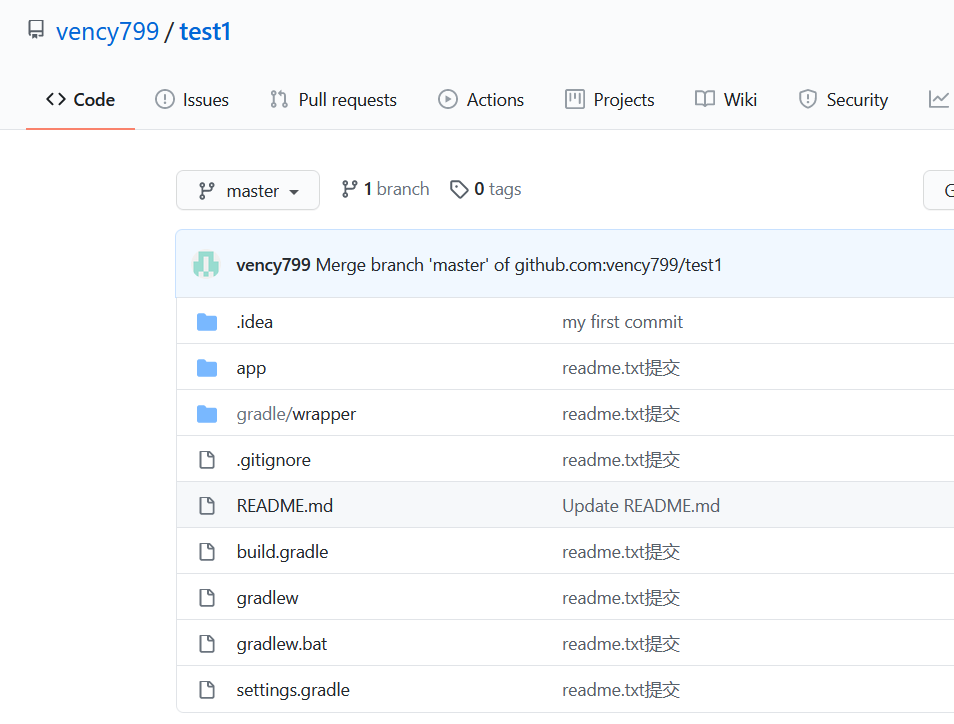 vency799 / test1
Code Issues Pull requests Actions Projects Wiki Security
master 1 branch 0 tags
vency799 Merge branch 'master' of github.com:vency799/test1
.idea my first commit
app readme.txt提交
gradle/wrapper readme.txt提交
.gitignore readme.txt提交
README.md Update README.md
build.gradle readme.txt提交
gradlew readme.txt提交
gradlew.bat readme.txt提交
settings.gradle readme.txt提交